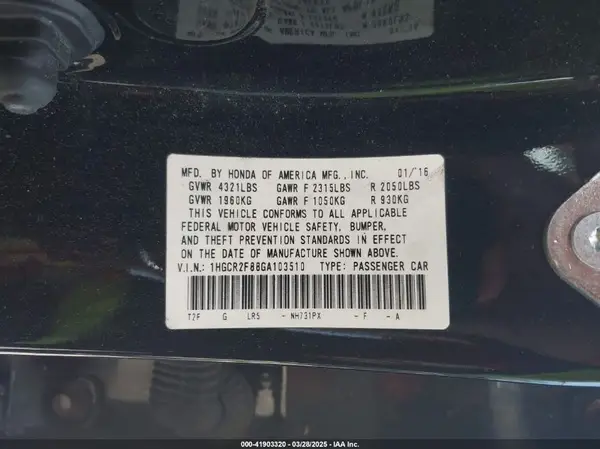 MFD. BY HONDA OF AMERICA MFG., INC. 01/'16
GVWR 4321LBS GAWR F 2315LBS R 2050LBS
GVWR 1960KG GAWR F 1050KG R 930KG
THIS VEHICLE CONFORMS TO ALL APPLICABLE
FEDERAL MOTOR VEHICLE SAFETY, BUMPER,
AND THEFT PREVENTION STANDARDS IN EFFECT
ON THE DATE OF MANUFACTURE SHOWN ABOVE.
V.I.N.: 1HGCR2F88GA103510 TYPE: PASSENGER CAR
T2F G LR5 - NH731PX - F - A
000-41903320 | 03/28/2025 | IAA Inc.